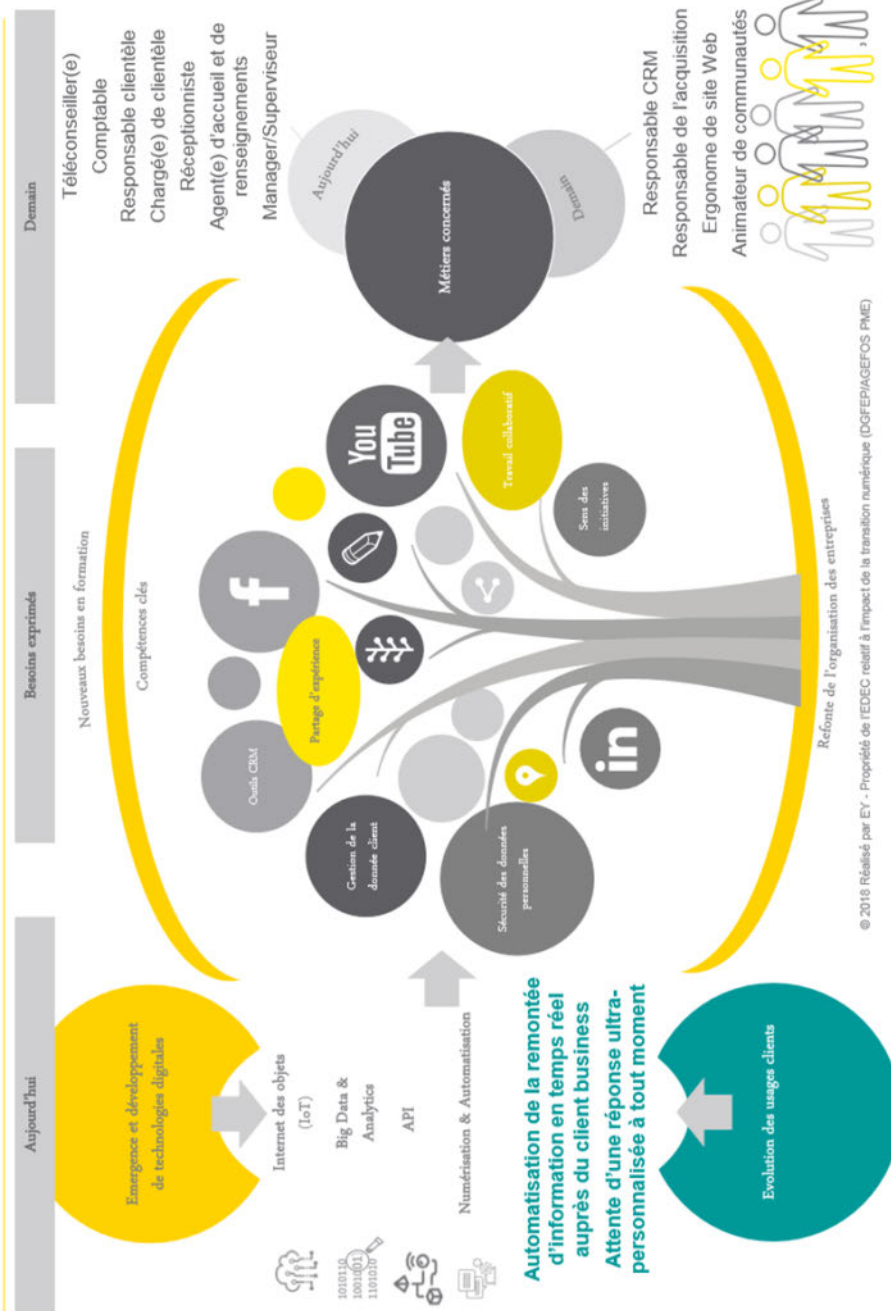 Aujourd'hui
Besoins exprimés
Demain
Emergence et développement
de technologies digitales
Internet des objets
(IoT)
1010110
1001001
1101010
Big Data &
Analytics
API
Numérisation & Automatisation
Automatisation de la remontée
d'information en temps réel
auprès du client business
Attente d'une réponse ultra-
personnalisée à tout moment
Evolution des usages clients
Nouveaux besoins en formation
Compétences clés
Outils CRM
f
Partage d'expérience
Gestion de la
donnée client
You
Tube
Sécurité des données
personnelles
Travail collaboratif
in
Sens des
initiatives
Refonte de l'organisation des entreprises
Téléconseiller(e)
Comptable
Responsable clientèle
Chargé(e) de clientèle
Réceptionniste
Agent(e) d'accueil et de
renseignements
Manager/Superviseur
Aujourd'hui
Métiers concernés
Demain
Responsable CRM
Responsable de l'acquisition
Ergonome de site Web
Animateur de communautés
© 2018 Réalisé par EY - Propriété de l'EDEC relatif à l'impact de la transition numérique (DGFEP/AGEFOS PME)